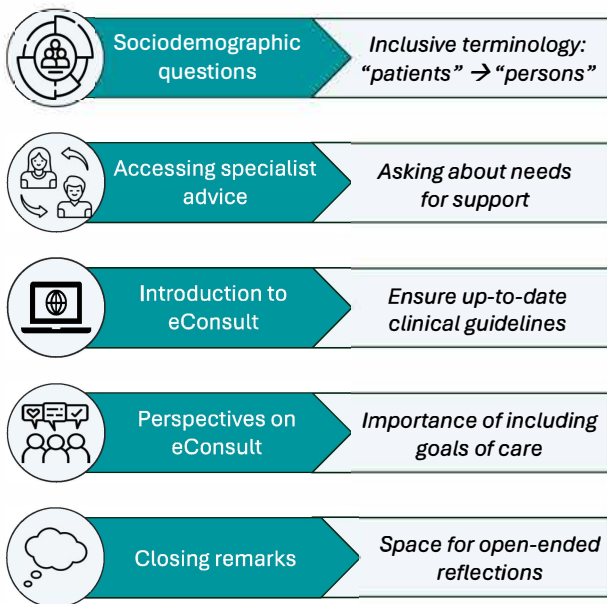 Sociodemographic
questions
Inclusive terminology:
“patients” → “persons”
Accessing specialist
advice
Asking about needs
for support
Introduction to
eConsult
Ensure up-to-date
clinical guidelines
Perspectives on
eConsult
Importance of including
goals of care
Closing remarks
Space for open-ended
reflections